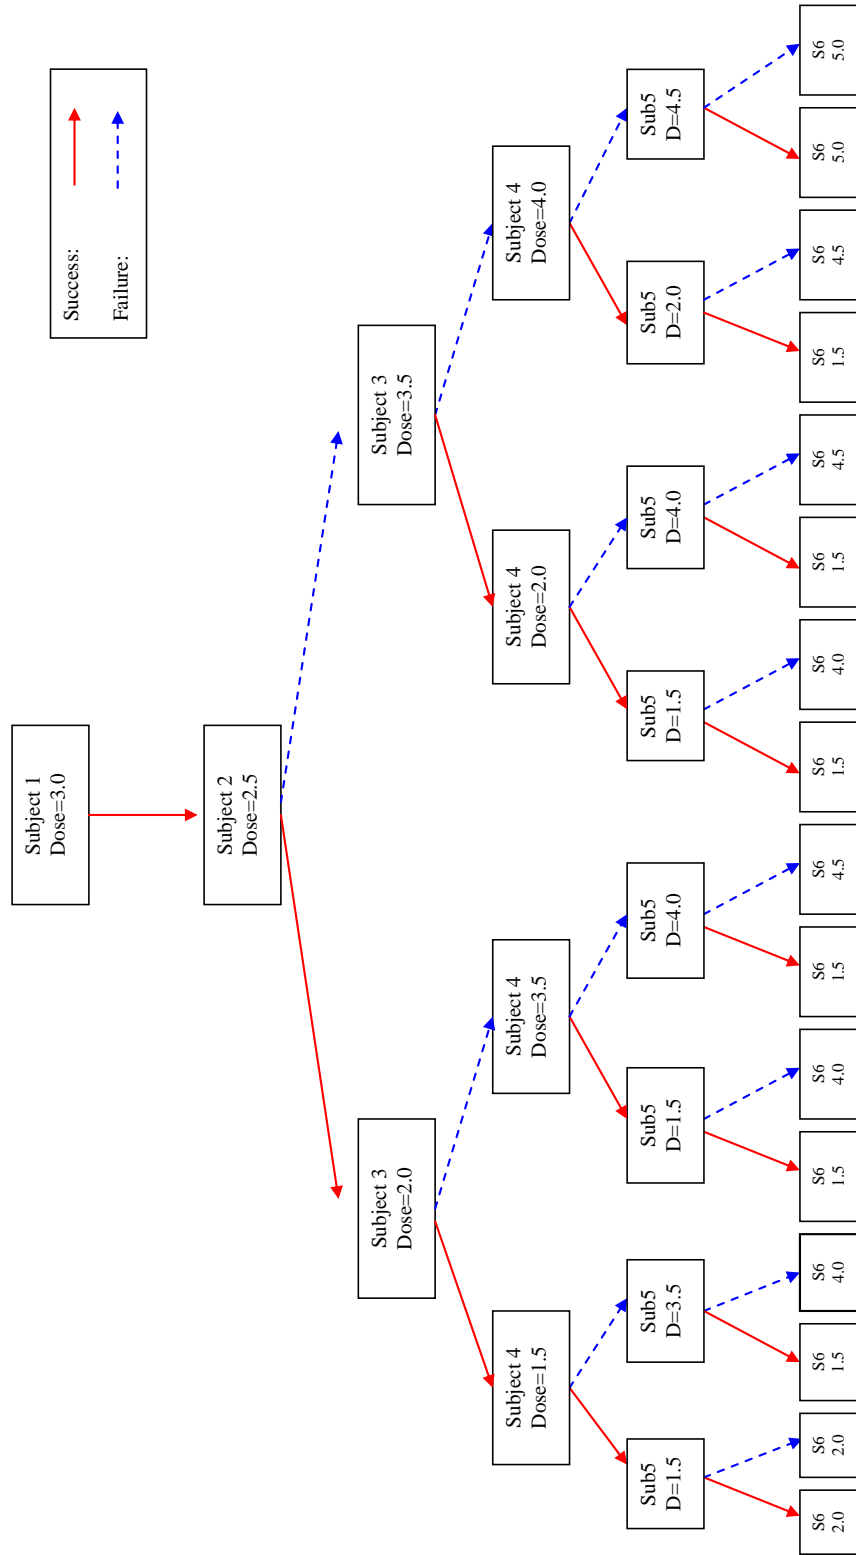 Success:
Failure:
Subject 1
Dose=3.0
Subject 2
Dose=2.5
Subject 3
Dose=2.0
Subject 3
Dose=3.5
Subject 4
Dose=1.5
Subject 4
Dose=3.5
Subject 4
Dose=2.0
Subject 4
Dose=4.0
Sub5
D=1.5
Sub5
D=3.5
Sub5
D=1.5
Sub5
D=4.0
Sub5
D=1.5
Sub5
D=4.0
Sub5
D=2.0
Sub5
D=4.5
S6
2.0
S6
2.0
S6
1.5
S6
4.0
S6
1.5
S6
4.0
S6
1.5
S6
4.5
S6
1.5
S6
4.0
S6
1.5
S6
4.5
S6
1.5
S6
4.5
S6
5.0
S6
5.0